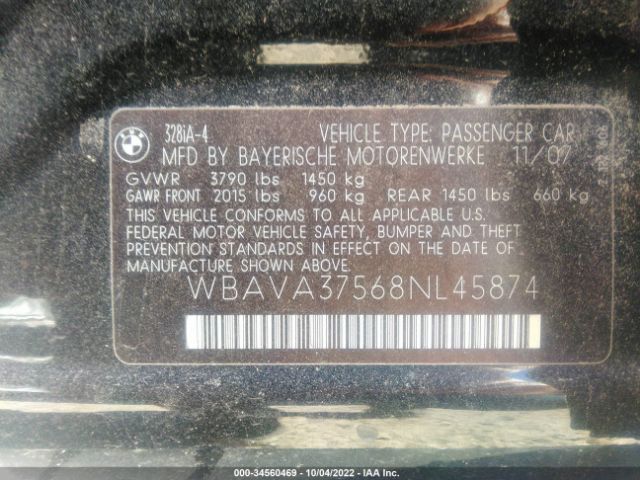 BMW
328iA-4 VEHICLE TYPE: PASSENGER CAR
MFD BY BAYERISCHE MOTORENWERKE 11/07
GVWR 3790 lbs 1450 kg
GAWR FRONT 2015 lbs 960 kg REAR 1450 lbs 660 kg
THIS VEHICLE CONFORMS TO ALL APPLICABLE U.S.
FEDERAL MOTOR VEHICLE SAFETY, BUMPER AND THEFT
PREVENTION STANDARDS IN EFFECT ON THE DATE OF
MANUFACTURE SHOWN ABOVE.
WBAVA37568NL45874
000-34560469 - 10/04/2022 - IAA Inc.